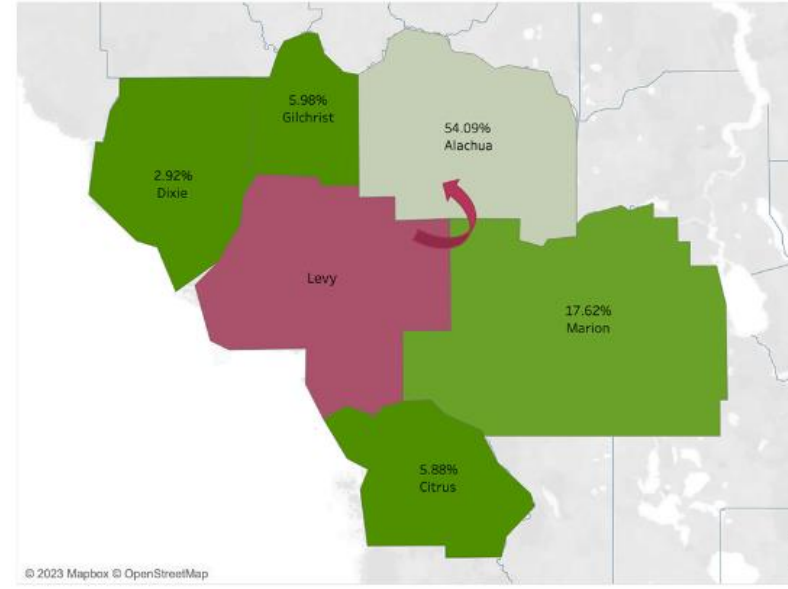 5.98%
Gilchrist
54.09%
Alachua
2.92%
Dixie
Levy
17.62%
Marion
5.88%
Citrus
© 2023 Mapbox © OpenStreetMap